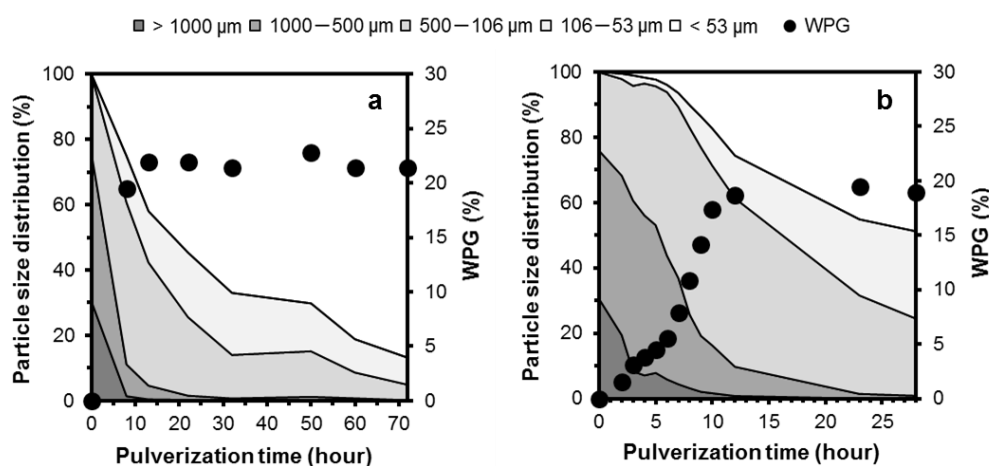 > 1000 µm 1000—500 µm 500—106 µm 106—53 µm < 53 µm WPG
a
100
80
60
40
20
0
Particle size distribution (%)
30
25
20
15
10
5
0
WPG (%)
0 10 20 30 40 50 60 70
Pulverization time (hour)
b
100
80
60
40
20
0
Particle size distribution (%)
30
25
20
15
10
5
0
WPG (%)
0 5 10 15 20 25
Pulverization time (hour)